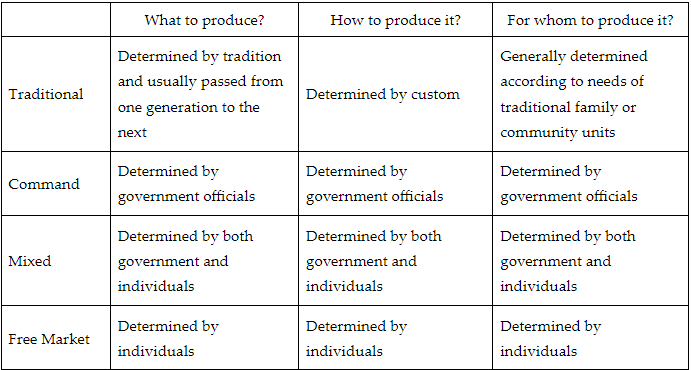 What to produce?
How to produce it?
For whom to produce it?
Traditional
Determined by tradition
and usually passed from
one generation to the
next
Determined by custom
Generally determined
according to needs of
traditional family or
community units
Command
Determined by
government officials
Determined by
government officials
Determined by
government officials
Mixed
Determined by both
government and
individuals
Determined by both
government and
individuals
Determined by both
government and
individuals
Free Market
Determined by
individuals
Determined by
individuals
Determined by
individuals